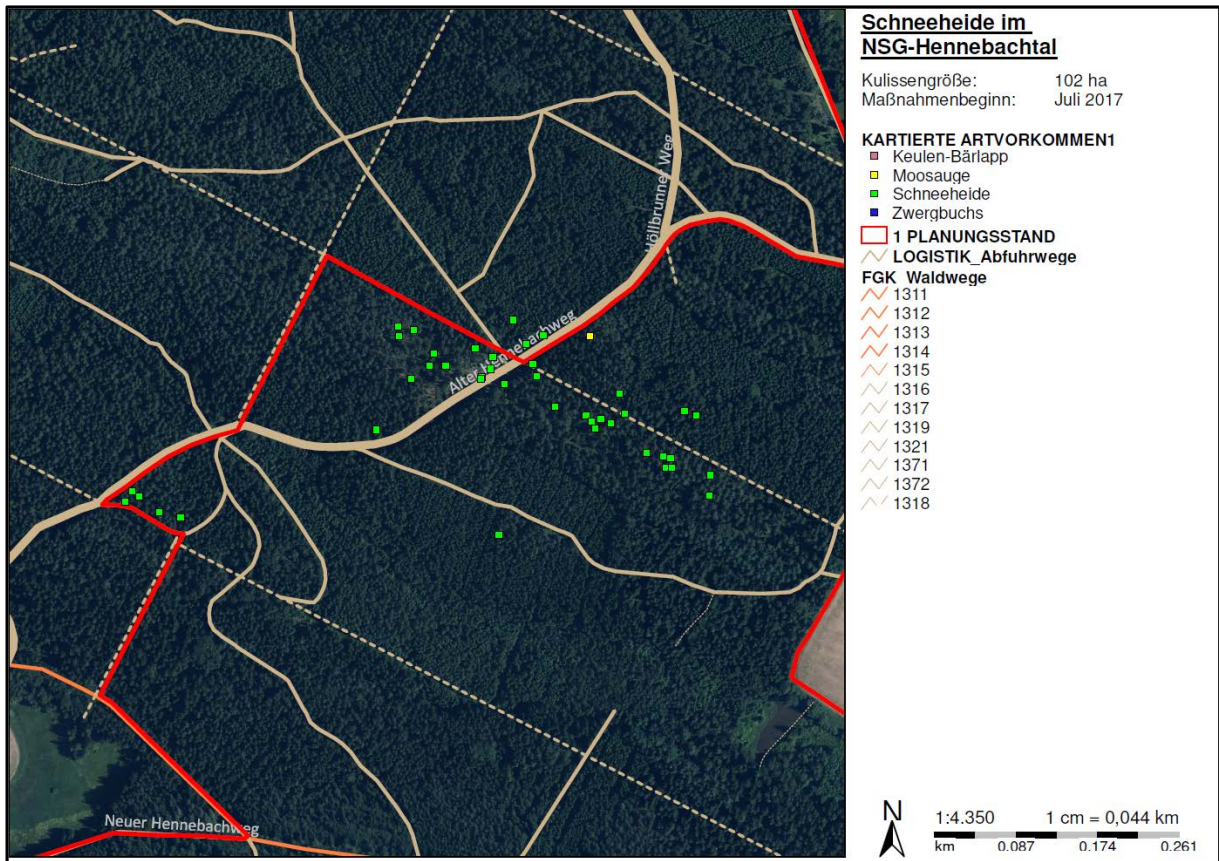 Schneeheide im
NSG-Hennebachtal
Kulissengröße: 102 ha
Maßnahmenbeginn: Juli 2017
KARTIERTE ARTVORKOMMEN1
Keulen-Bärlapp
Moosauge
Schneeheide
Zwergbuchs
1 PLANUNGSSTAND
LOGISTIK_Abfuhrwege
FGK_Waldwege
1311
1312
1313
1314
1315
1316
1317
1319
1321
1371
1372
1318
Höllbrunner Weg
Alter Hennebachweg
Neuer Hennebachweg
N
1:4.350 1 cm = 0,044 km
km 0.087 0.174 0.261